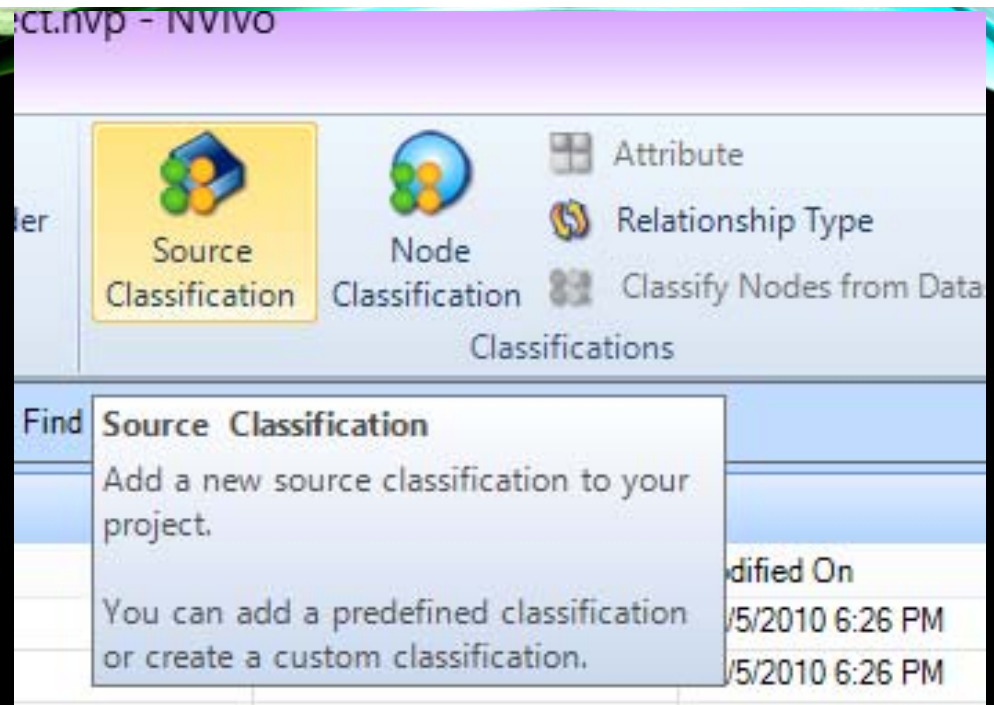 ect.nvp - NVivo
Attribute
Relationship Type
Classify Nodes from Data
Source
Classification
Node
Classification
Classifications
Find
Source Classification
Add a new source classification to your
project.
You can add a predefined classification
or create a custom classification.
dified On
/5/2010 6:26 PM
/5/2010 6:26 PM